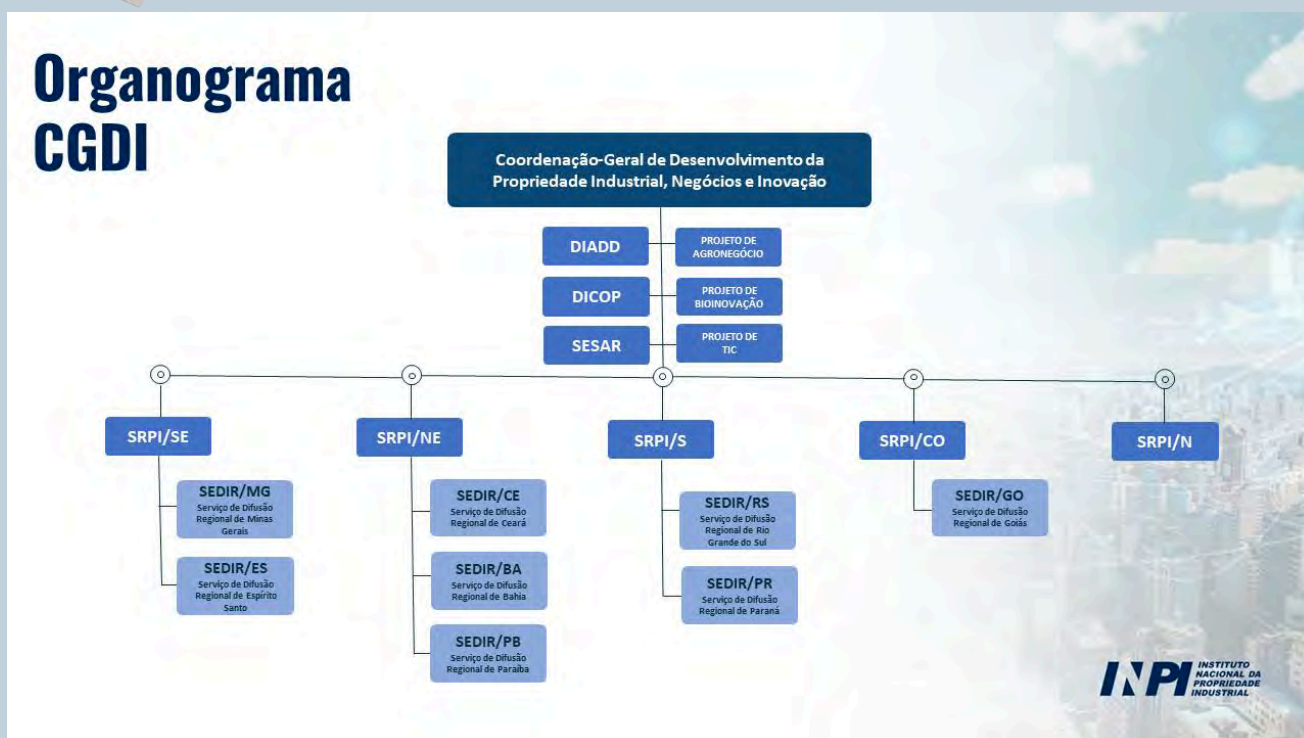 Organograma
CGDI
Coordenação-Geral de Desenvolvimento da
Propriedade Industrial, Negócios e Inovação
DIADD
PROJETO DE
AGRONEGÓCIO
DICOP
PROJETO DE
BIOINOVAÇÃO
SESAR
PROJETO DE
TIC
SRPI/SE
SRPI/NE
SRPI/S
SRPI/CO
SRPI/N
SEDIR/MG
Serviço de Difusão
Regional de Minas
Gerais
SEDIR/ES
Serviço de Difusão
Regional de Espírito
Santo
SEDIR/CE
Serviço de Difusão
Regional de Ceará
SEDIR/BA
Serviço de Difusão
Regional de Bahia
SEDIR/PB
Serviço de Difusão
Regional de Paraíba
SEDIR/RS
Serviço de Difusão
Regional de Rio
Grande do Sul
SEDIR/PR
Serviço de Difusão
Regional de Paraná
SEDIR/GO
Serviço de Difusão
Regional de Goiás
INPI
INSTITUTO
NACIONAL DA
PROPRIEDADE
INDUSTRIAL